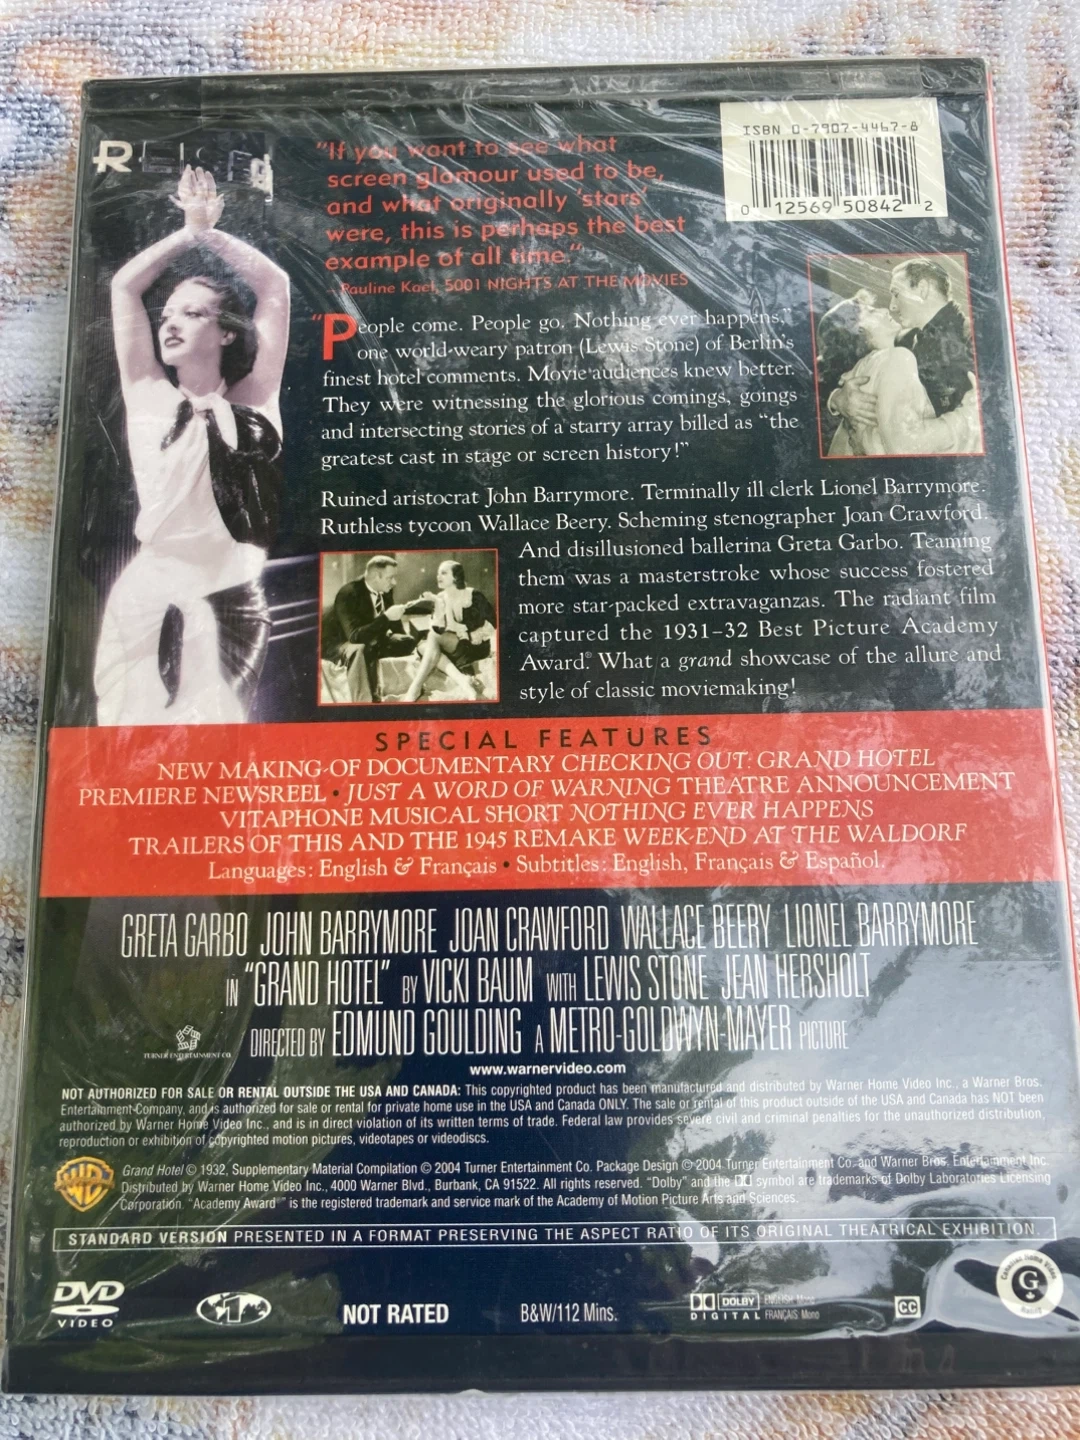 ISBN 0-7907-4467-8
0 12569 50842 2
"If you want to see what
screen glamour used to be,
and what originally 'stars'
were, this is perhaps the best
example of all time."
- Pauline Kael, 5001 NIGHTS AT THE MOVIES
"People come. People go. Nothing ever happens,"
one world-weary patron (Lewis Stone) of Berlin's
finest hotel comments. Movie audiences knew better.
They were witnessing the glorious comings, goings
and intersecting stories of a starry array billed as "the
greatest cast in stage or screen history!"
Ruined aristocrat John Barrymore. Terminally ill clerk Lionel Barrymore.
Ruthless tycoon Wallace Beery. Scheming stenographer Joan Crawford.
And disillusioned ballerina Greta Garbo. Teaming
them was a masterstroke whose success fostered
more star-packed extravaganzas. The radiant film
captured the 1931–32 Best Picture Academy
Award.® What a grand showcase of the allure and
style of classic moviemaking!
SPECIAL FEATURES
NEW MAKING-OF DOCUMENTARY CHECKING OUT: GRAND HOTEL
PREMIERE NEWSREEL • JUST A WORD OF WARNING THEATRE ANNOUNCEMENT
VITAPHONE MUSICAL SHORT NOTHING EVER HAPPENS
TRAILERS OF THIS AND THE 1945 REMAKE WEEK-END AT THE WALDORF
Languages: English & Français • Subtitles: English, Français & Español.
GRETA GARBO JOHN BARRYMORE JOAN CRAWFORD WALLACE BEERY LIONEL BARRYMORE
IN "GRAND HOTEL" BY VICKI BAUM WITH LEWIS STONE JEAN HERSHOLT
DIRECTED BY EDMUND GOULDING A METRO-GOLDWYN-MAYER PICTURE
TURNER ENTERTAINMENT CO.
www.warnervideo.com
NOT AUTHORIZED FOR SALE OR RENTAL OUTSIDE THE USA AND CANADA: This copyrighted product has been manufactured and distributed by Warner Home Video Inc., a Warner Bros.
Entertainment Company, and is authorized for sale or rental for private home use in the USA and Canada ONLY. The sale or rental of this product outside of the USA and Canada has NOT been
authorized by Warner Home Video Inc., and is in direct violation of its written terms of trade. Federal law provides severe civil and criminal penalties for the unauthorized distribution,
reproduction or exhibition of copyrighted motion pictures, videotapes or videodiscs.
Grand Hotel © 1932, Supplementary Material Compilation © 2004 Turner Entertainment Co. Package Design © 2004 Turner Entertainment Co. and Warner Bros. Entertainment Inc.
Distributed by Warner Home Video Inc., 4000 Warner Blvd., Burbank, CA 91522. All rights reserved. "Dolby" and the DD symbol are trademarks of Dolby Laboratories Licensing
Corporation. "Academy Award®" is the registered trademark and service mark of the Academy of Motion Picture Arts and Sciences.
STANDARD VERSION PRESENTED IN A FORMAT PRESERVING THE ASPECT RATIO OF ITS ORIGINAL THEATRICAL EXHIBITION.
DVD
VIDEO
1
NOT RATED
B&W/112 Mins.
DOLBY
DIGITAL
ENGLISH Mono
FRANÇAIS Mono
CC
Canadian Home Video
G